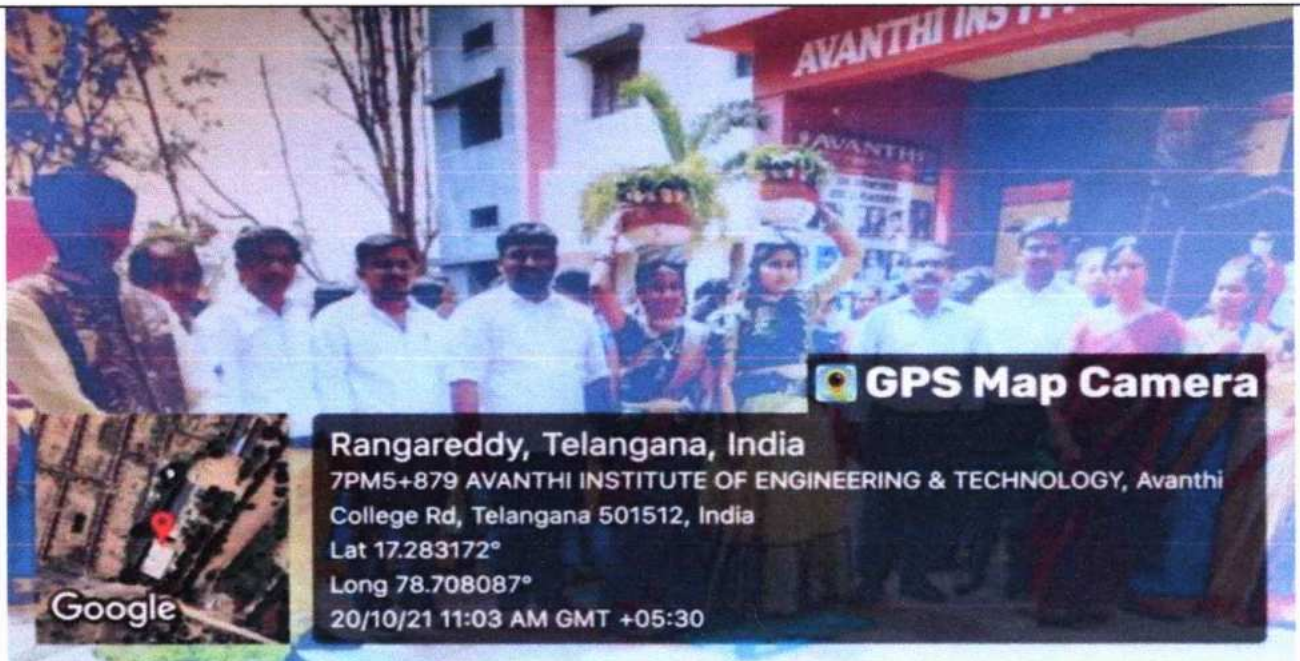 AVANTHI INS
AVANTHI
GPS Map Camera
Rangareddy, Telangana, India
7PM5+879 AVANTHI INSTITUTE OF ENGINEERING & TECHNOLOGY, Avanthi
College Rd, Telangana 501512, India
Lat 17.283172°
Long 78.708087°
20/10/21 11:03 AM GMT +05:30
Google